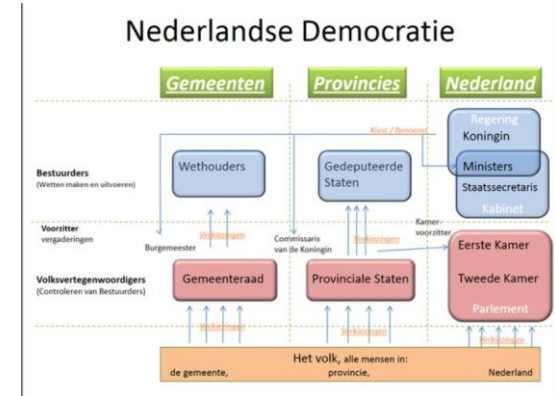 Nederlandse Democratie
Gemeenten
Provincies
Nederland
Regering
Kiest / Benoemt
Koningin
Bestuurders
(Wetten maken en uitvoeren)
Wethouders
Gedeputeerde
Staten
Ministers
Staatssecretaris
Kabinet
Voorzitter
vergaderingen
Burgemeester
Verkiezingen
Commissaris
van de Koningin
Verkiezingen
Kamer-
voorzitter
Volksvertegenwoordigers
(Controleren van Bestuurders)
Gemeenteraad
Provinciale Staten
Eerste Kamer
Tweede Kamer
Parlement
Verkiezingen
Verkiezingen
Verkiezingen
Het volk, alle mensen in:
de gemeente,
provincie,
Nederland